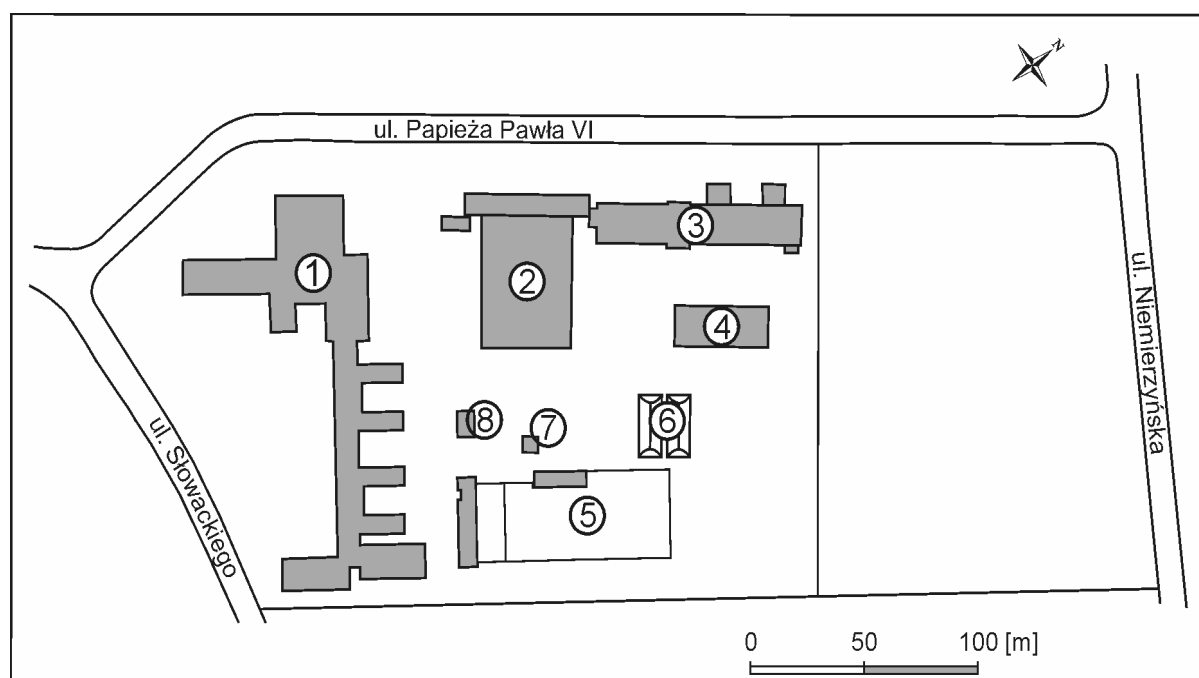 N
ul. Papieża Pawła VI
3
1
2
ul. Niemierzyńska
4
8
7
6
ul. Słowackiego
5
0 50 100 [m]